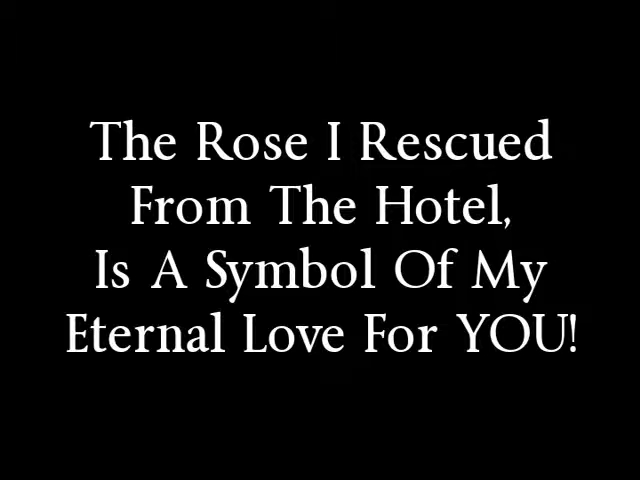 The Rose I Rescued
From The Hotel,
Is A Symbol Of My
Eternal Love For YOU!